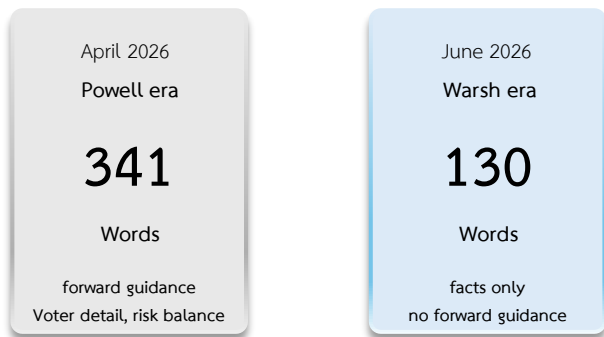 April 2026
Powell era
341
Words
forward guidance
Voter detail, risk balance
June 2026
Warsh era
130
Words
facts only
no forward guidance